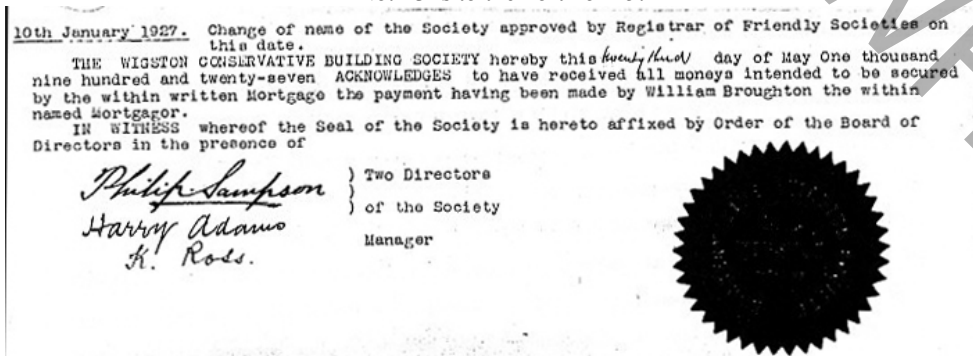 10th January 1927. Change of name of the Society approved by Registrar of Friendly Societies on
this date.
THE WIGSTON CONSERVATIVE BUILDING SOCIETY hereby this twenty third day of May One thousand
nine hundred and twenty-seven ACKNOWLEDGES to have received all moneys intended to be secured
by the within written Mortgage the payment having been made by William Broughton the within
named Mortgagor.
IN WITNESS whereof the Seal of the Society is hereto affixed by Order of the Board of
Directors in the presence of
Philip Sampson ) Two Directors
)
Harry Adams ) of the Society
K. Ross. Manager